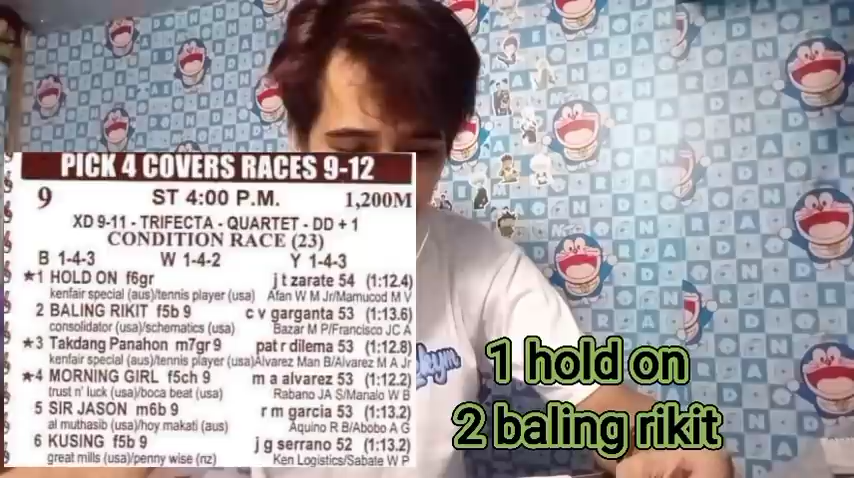 PICK 4 COVERS RACES 9-12
9 ST 4:00 P.M. 1,200M
XD 9-11 - TRIFECTA - QUARTET - DD + 1
CONDITION RACE (23)
B 1-4-3 W 1-4-2 Y 1-4-3
★1 HOLD ON f6gr j t zarate 54 (1:12.4)
kenfair special (aus)/tennis player (usa) Afan W M Jr/Mamucod M V
2 BALING RIKIT f5b 9 c v garganta 53 (1:13.6)
consolidator (usa)/schematics (usa) Bazar M P/Francisco JC A
★3 Takdang Panahon m7gr 9 pat r dilema 53 (1:12.8)
kenfair special (aus)/tennis player (usa)Alvarez Man B/Alvarez M A Jr
★4 MORNING GIRL f5ch 9 m a alvarez 53 (1:12.2)
trust n' luck (usa)/boca beat (usa) Rabano JA S/Manalo W B
5 SIR JASON m6b 9 r m garcia 53 (1:13.2)
al muthasib (usa)/hoy makati (aus) Aquino R B/Abobo A G
6 KUSING f5b 9 j g serrano 52 (1:13.2)
great mills (usa)/penny wise (nz) Ken Logistics/Sabate W P
1 hold on
2 baling rikit